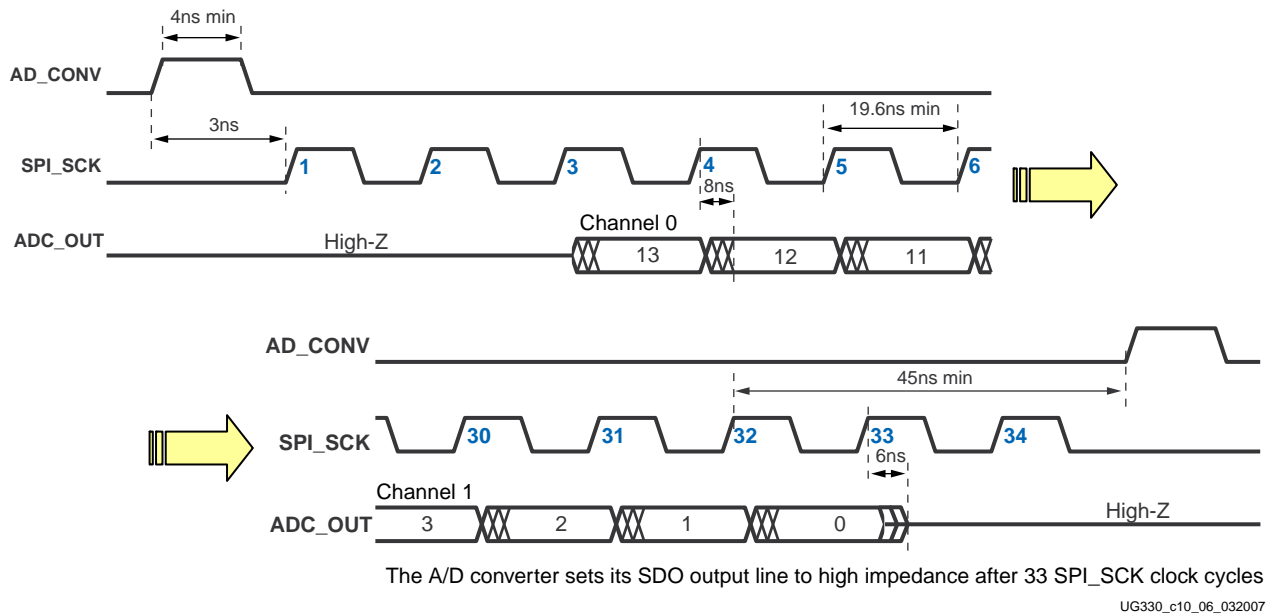 4ns min
AD_CONV
3ns
19.6ns min
SPI_SCK
1 2 3 4 5 6
8ns
Channel 0
ADC_OUT
High-Z
13 12 11
AD_CONV
45ns min
SPI_SCK
30 31 32 33 34
6ns
Channel 1
ADC_OUT
3 2 1 0
High-Z
The A/D converter sets its SDO output line to high impedance after 33 SPI_SCK clock cycles
UG330_c10_06_032007